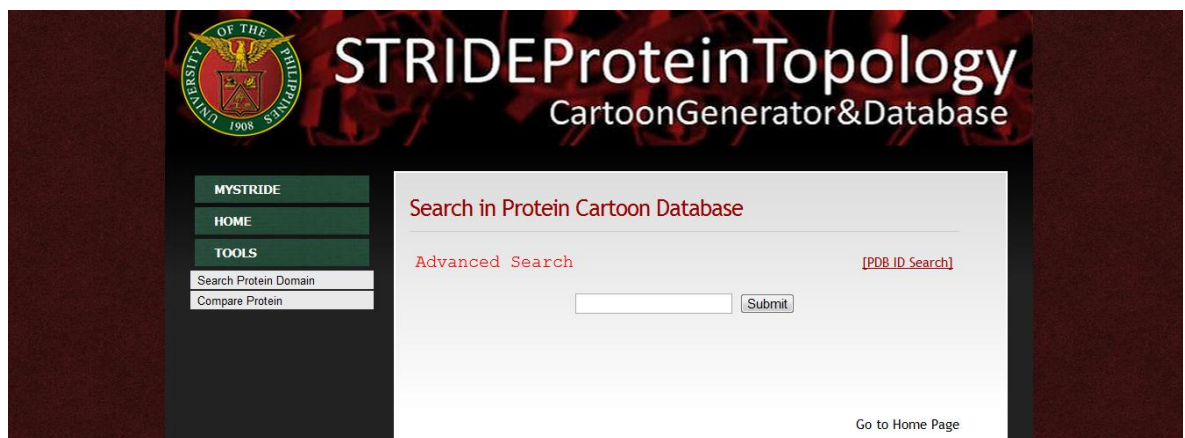 UNIVERSITY OF THE PHILIPPINES
1908
STRIDEProteinTopology
CartoonGenerator&Database
MYSTRIDE
HOME
TOOLS
Search Protein Domain
Compare Protein
Search in Protein Cartoon Database
Advanced Search
[PDB ID Search]
Submit
Go to Home Page